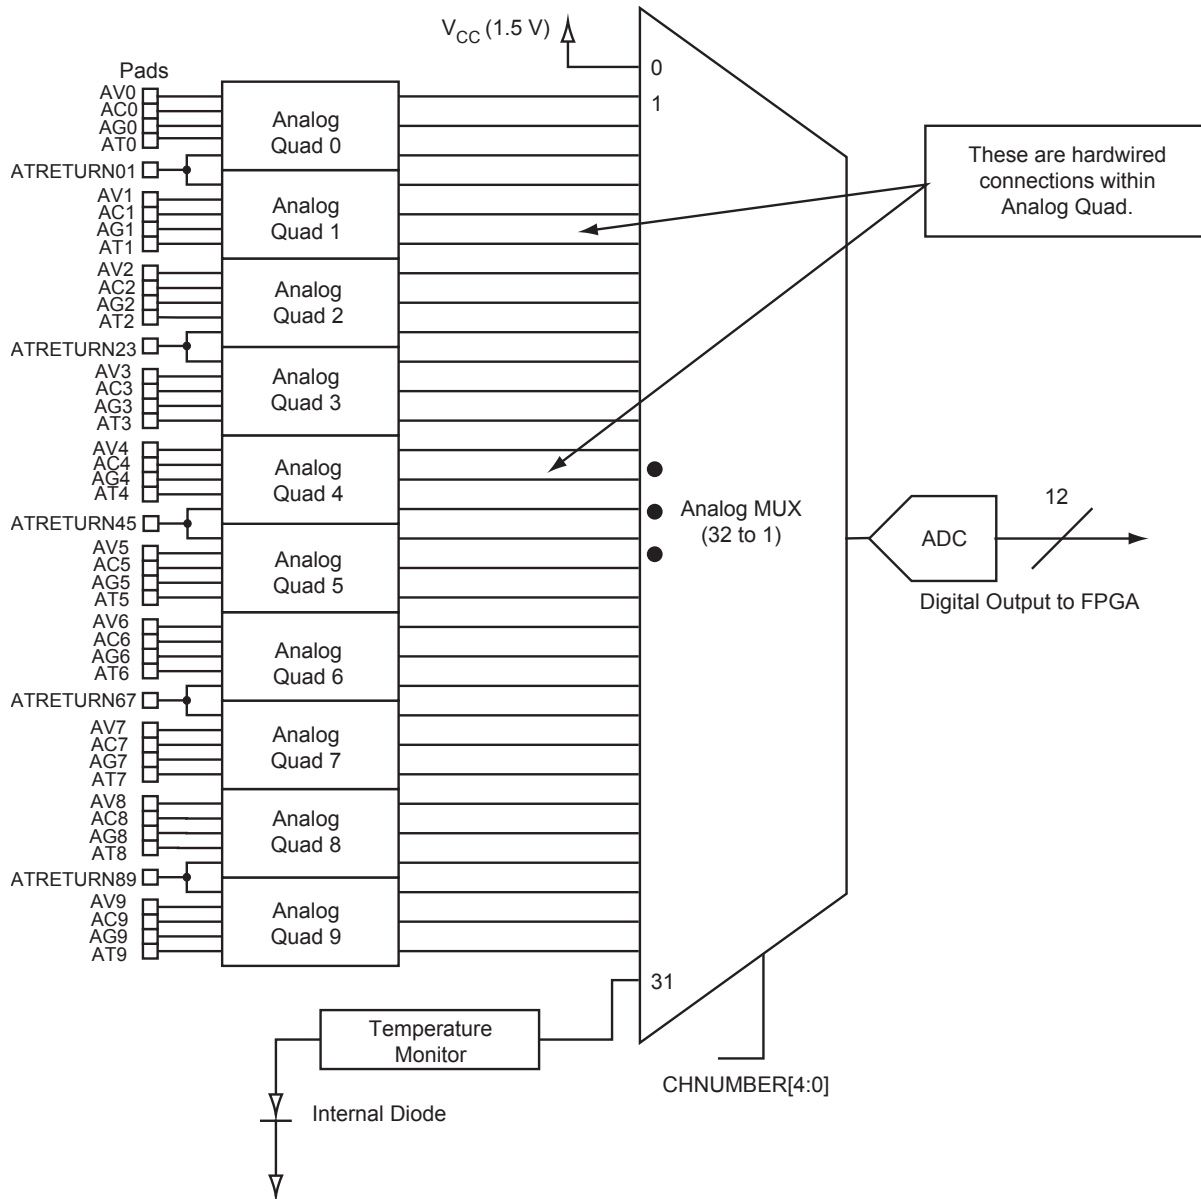 VCC (1.5 V)
Pads
0
1
AV0
AC0
AG0
AT0
Analog
Quad 0
ATRETURN01
AV1
AC1
AG1
AT1
Analog
Quad 1
These are hardwired
connections within
Analog Quad.
AV2
AC2
AG2
AT2
Analog
Quad 2
ATRETURN23
AV3
AC3
AG3
AT3
Analog
Quad 3
AV4
AC4
AG4
AT4
Analog
Quad 4
ATRETURN45
Analog MUX
(32 to 1)
ADC
12
Digital Output to FPGA
AV5
AC5
AG5
AT5
Analog
Quad 5
AV6
AC6
AG6
AT6
Analog
Quad 6
ATRETURN67
AV7
AC7
AG7
AT7
Analog
Quad 7
AV8
AC8
AG8
AT8
Analog
Quad 8
ATRETURN89
AV9
AC9
AG9
AT9
Analog
Quad 9
31
Temperature
Monitor
CHNUMBER[4:0]
Internal Diode